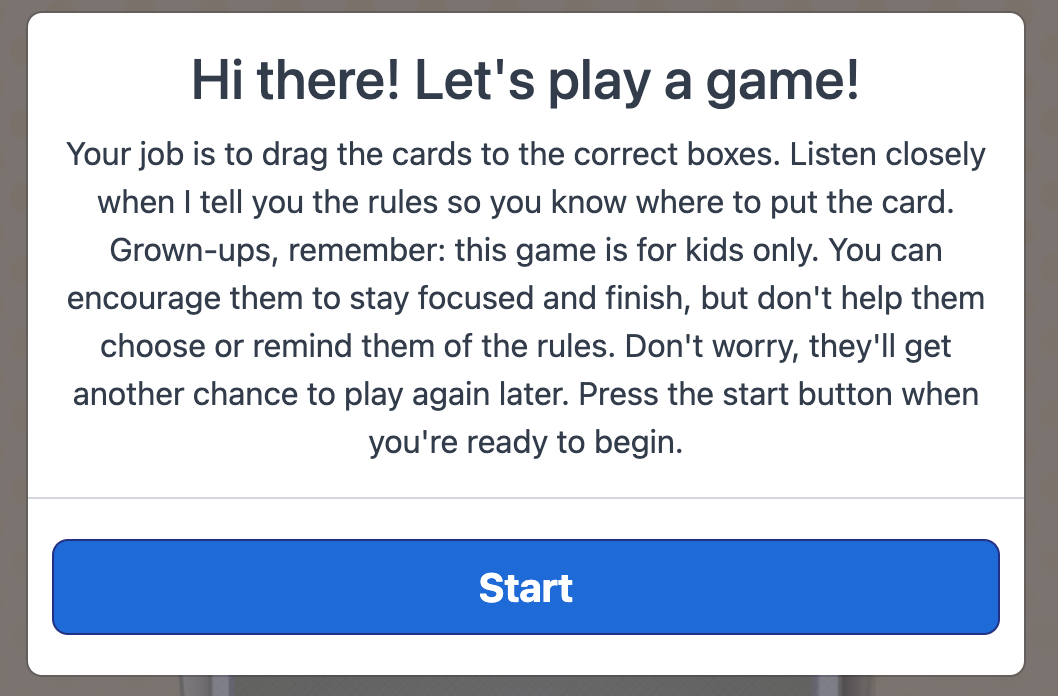 Hi there! Let's play a game!
Your job is to drag the cards to the correct boxes. Listen closely
when I tell you the rules so you know where to put the card.
Grown-ups, remember: this game is for kids only. You can
encourage them to stay focused and finish, but don't help them
choose or remind them of the rules. Don't worry, they'll get
another chance to play again later. Press the start button when
you're ready to begin.
Start